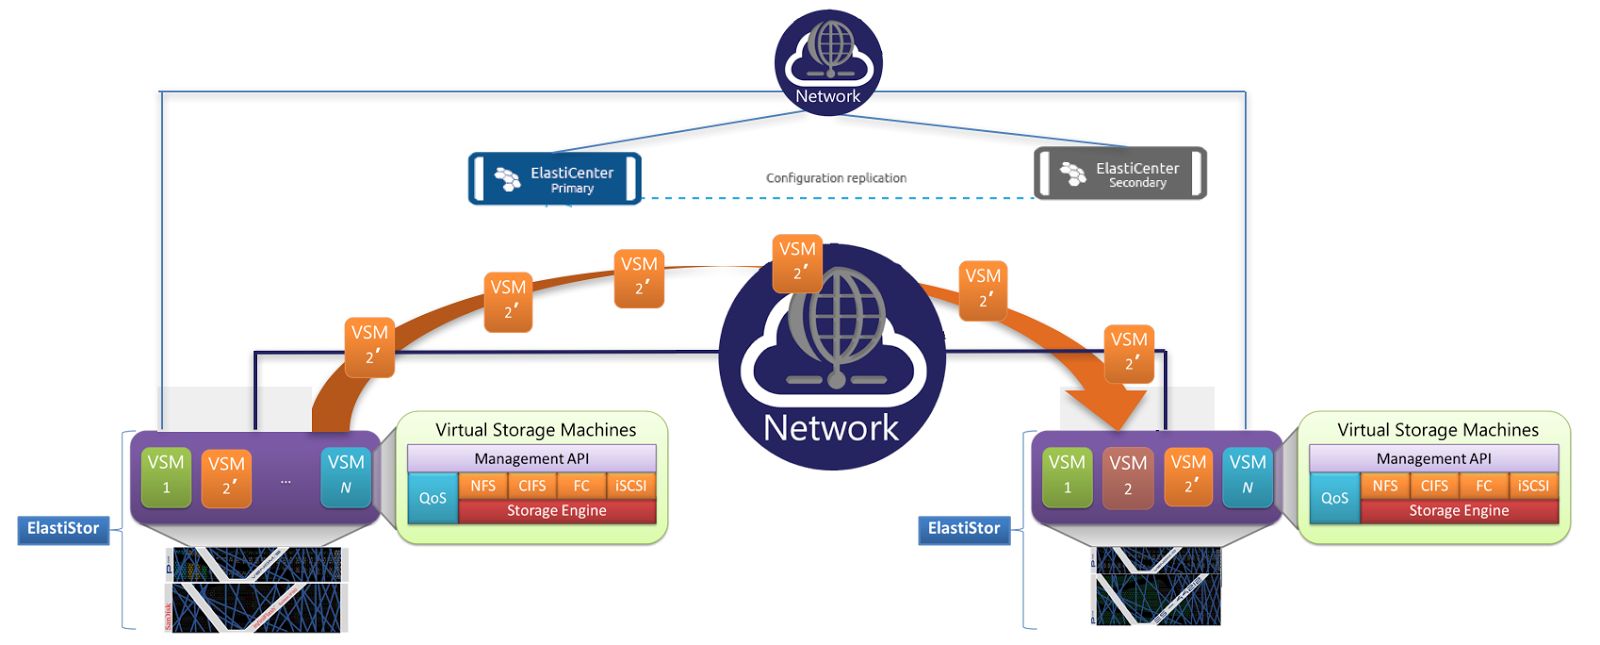 Network
ElastiCenter
Primary
Configuration replication
ElastiCenter
Secondary
VSM
2′
VSM
2′
VSM
2′
VSM
2′
VSM
2′
VSM
2′
Network
ElastiStor
VSM
1
VSM
2′
...
VSM
N
Virtual Storage Machines
Management API
QoS
NFS CIFS FC iSCSI
Storage Engine
SanDisk
ElastiStor
VSM
1
VSM
2
VSM
2′
VSM
N
Virtual Storage Machines
Management API
QoS
NFS CIFS FC iSCSI
Storage Engine